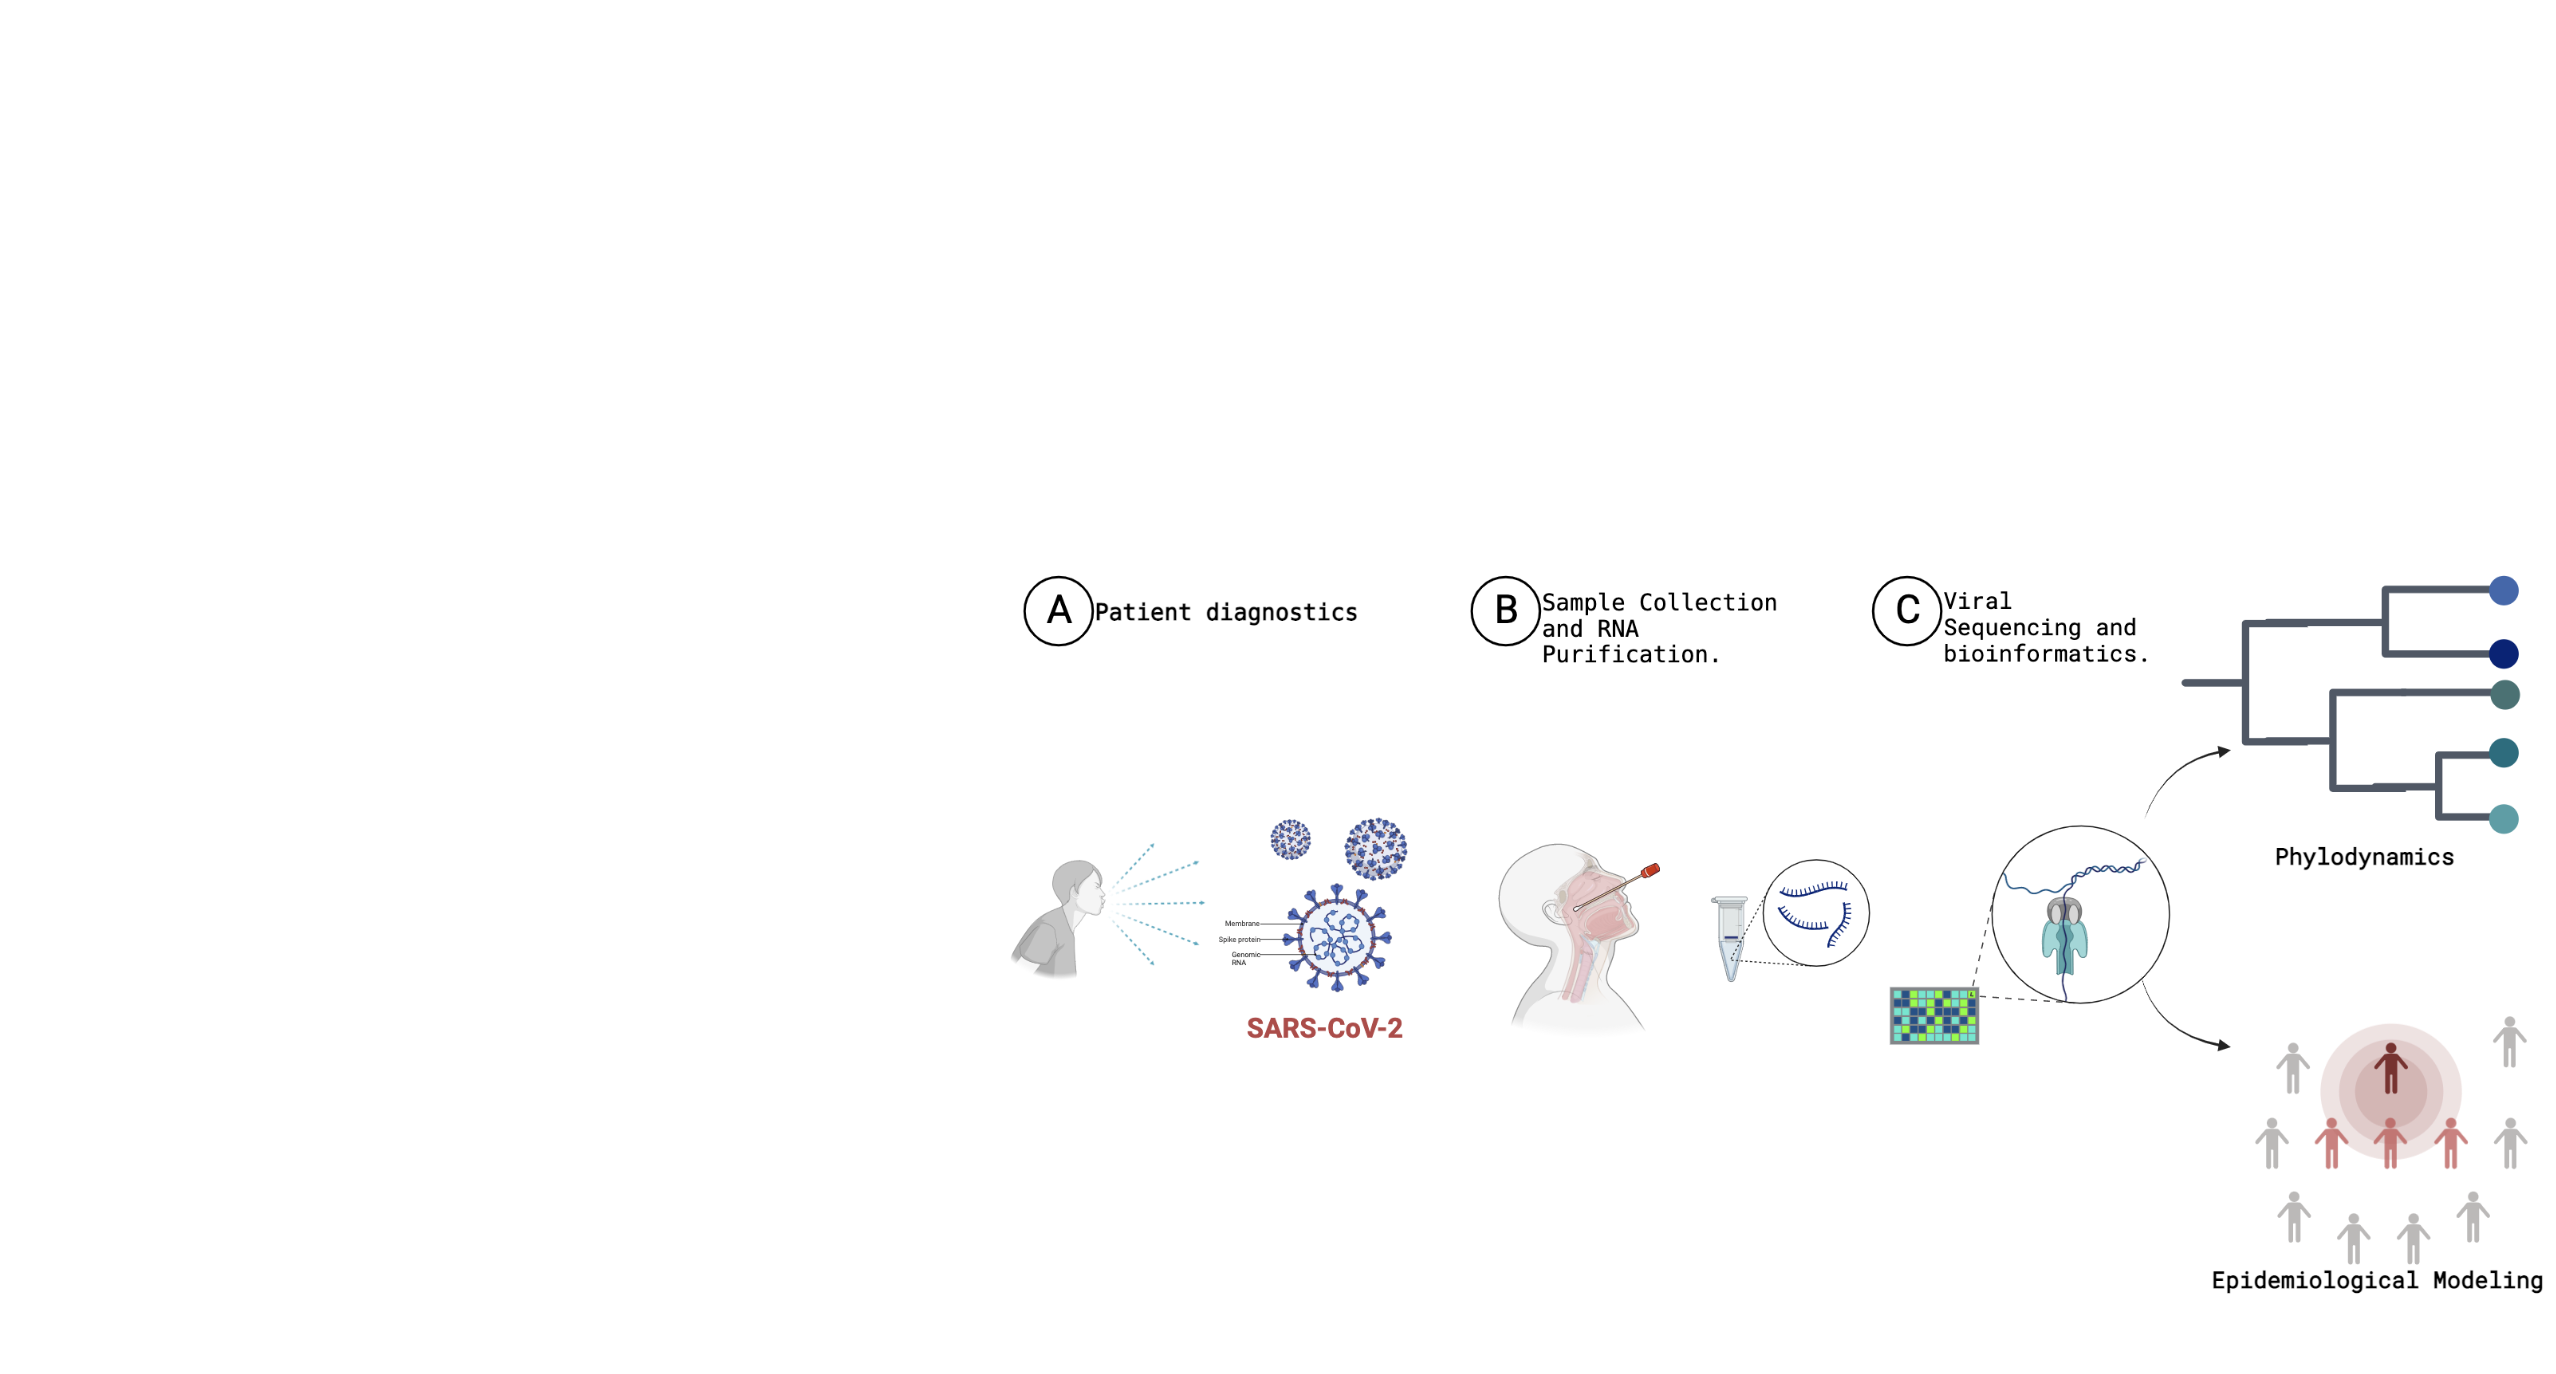 A
Patient diagnostics
B
Sample Collection
and RNA
Purification.
C
Viral
Sequencing and
bioinformatics.
Phylodynamics
Membrane
Spike protein
Genomic
RNA
SARS-CoV-2
Epidemiological Modeling